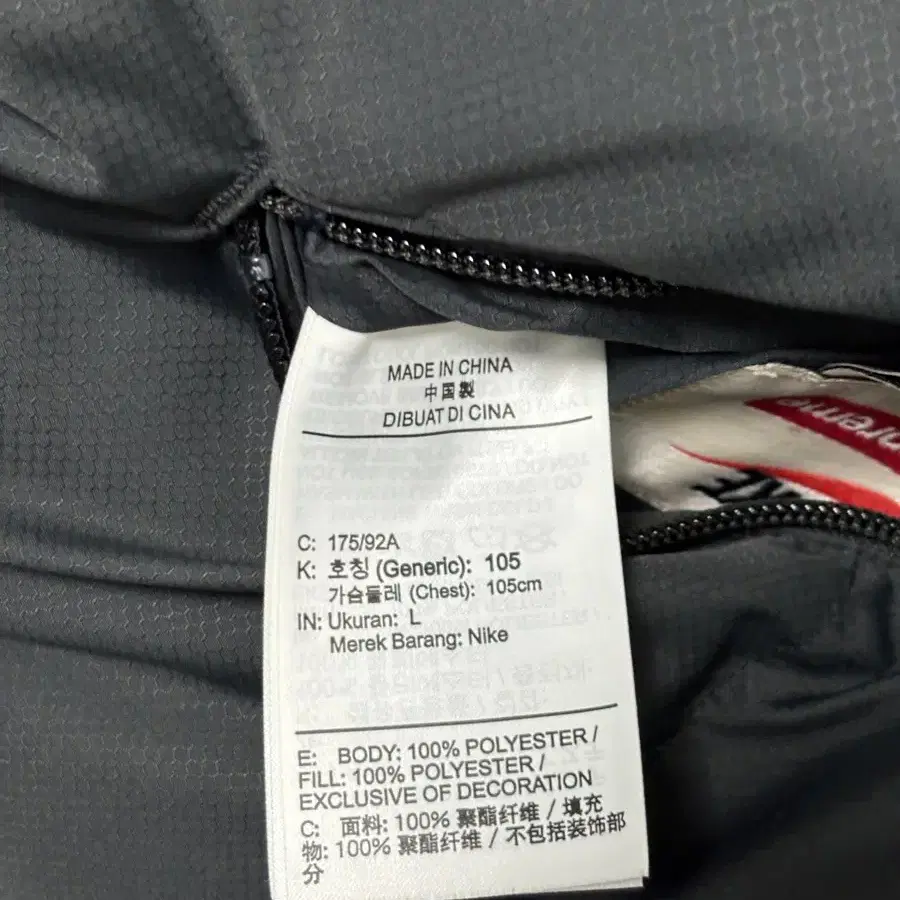 MADE IN CHINA
中国製
DIBUAT DI CINA
C: 175/92A
K: 호칭 (Generic): 105
가슴둘레 (Chest): 105cm
IN: Ukuran: L
Merek Barang: Nike
E: BODY: 100% POLYESTER /
FILL: 100% POLYESTER /
EXCLUSIVE OF DECORATION
C: 面料: 100% 聚酯纤维 / 填充
物: 100% 聚酯纤维 / 不包括装饰部
分
preme